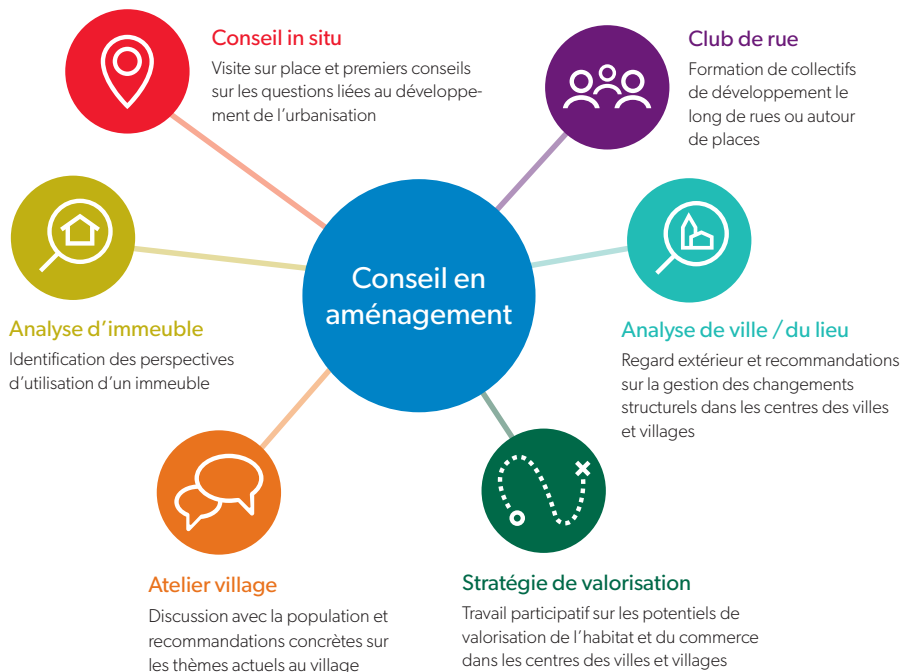 Conseil in situ
Visite sur place et premiers conseils
sur les questions liées au développe-
ment de l’urbanisation
Club de rue
Formation de collectifs
de développement le
long de rues ou autour
de places
Conseil en
aménagement
Analyse d’immeuble
Identification des perspectives
d’utilisation d’un immeuble
Analyse de ville / du lieu
Regard extérieur et recommandations
sur la gestion des changements
structurels dans les centres des villes
et villages
Atelier village
Discussion avec la population et
recommandations concrètes sur
les thèmes actuels au village
Stratégie de valorisation
Travail participatif sur les potentiels de
valorisation de l’habitat et du commerce
dans les centres des villes et villages